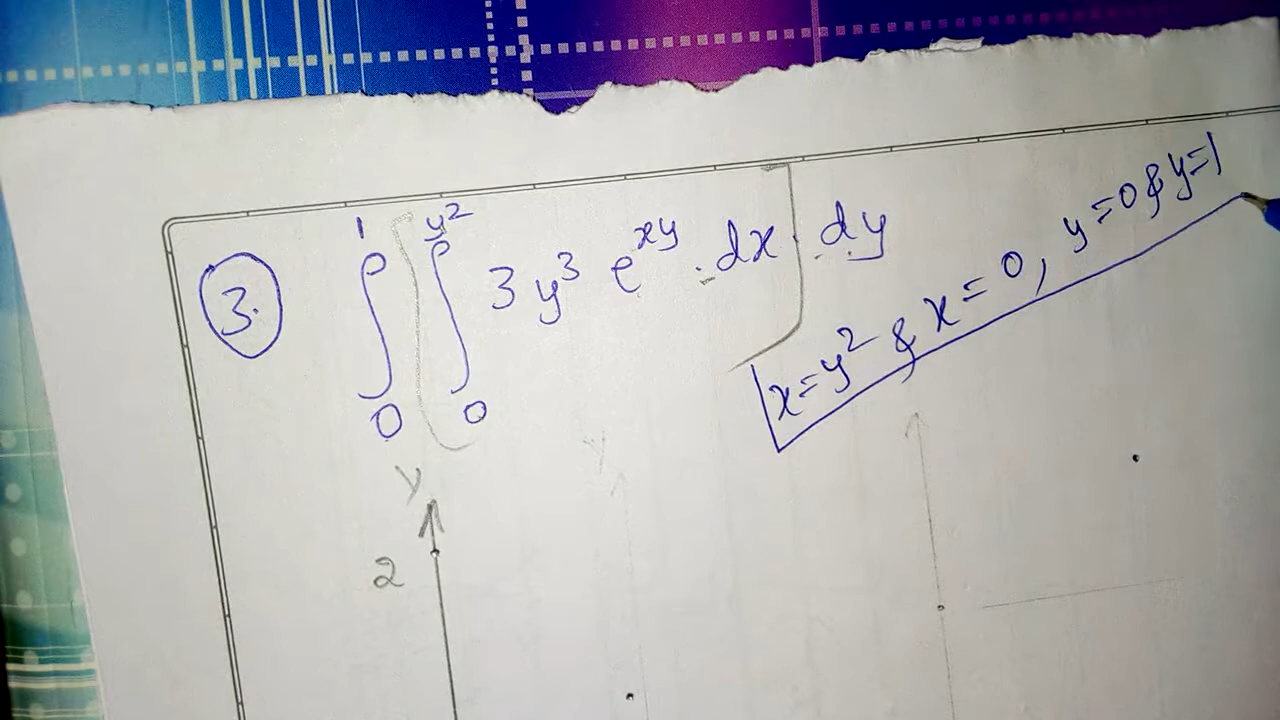 3. ∫₀¹ ∫₀^{y²} 3y³ e^{xy} . dx . dy
x = y² & x = 0, y = 0 & y = 1
Y
Y
2